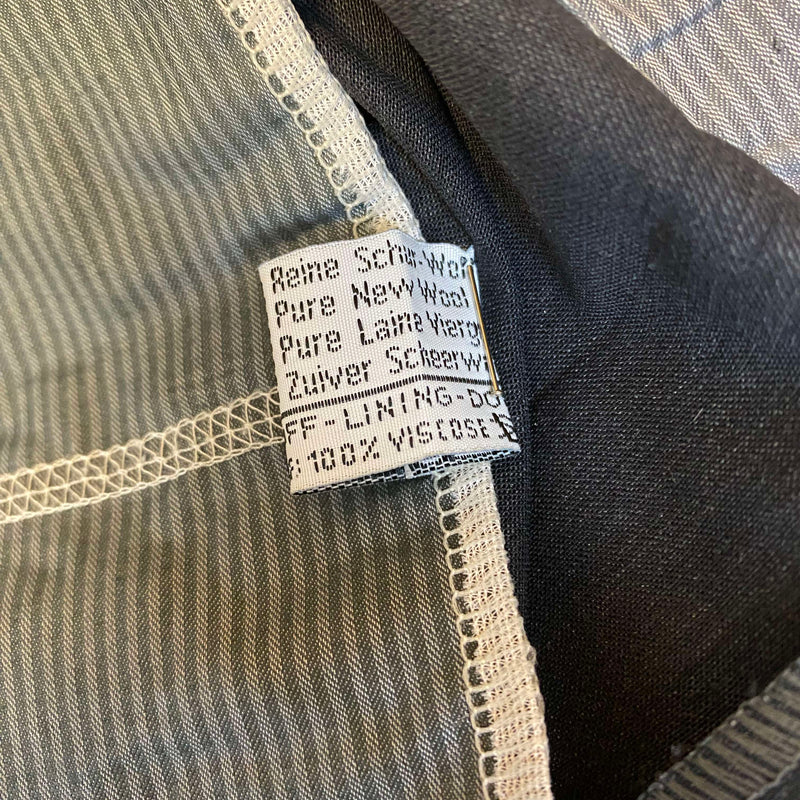 Reine Schur-Wol
Pure New Wool
Pure Laine Vierg
Zuiver Scheerw
FF-LINING-DO
: 100% VISCOSE